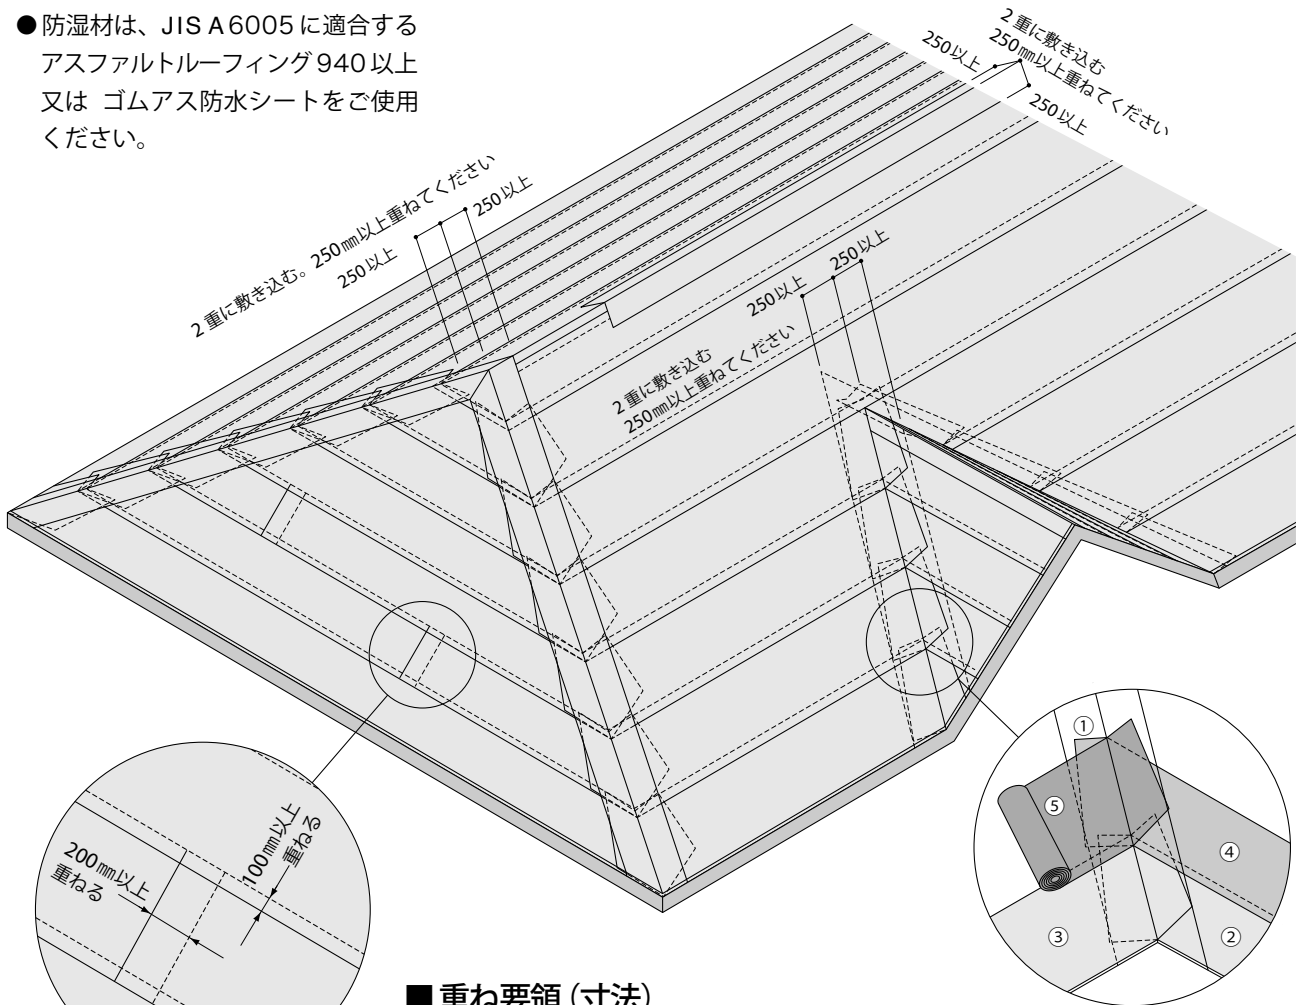 ●防湿材は、JIS A 6005に適合する
アスファルトルーフィング940以上
又は ゴムアス防水シートをご使用
ください。
2重に敷き込む
250㎜以上重ねてください
250以上
250以上
2重に敷き込む。250㎜以上重ねてください
250以上
250以上
250以上
250以上
2重に敷き込む
250㎜以上重ねてください
200㎜以上
重ねる
100㎜以上
重ねる
①
⑤
④
③
②
■重ね要領(寸法)